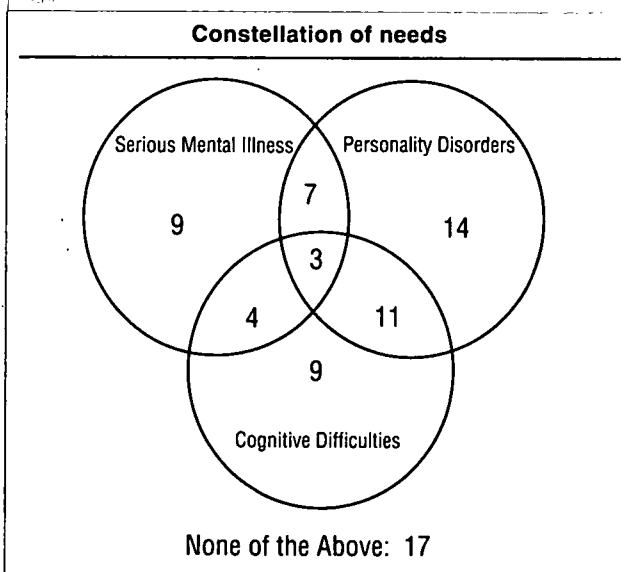 Constellation of needs
Serious Mental Illness
Personality Disorders
7
9
14
3
4
11
9
Cognitive Difficulties
None of the Above: 17